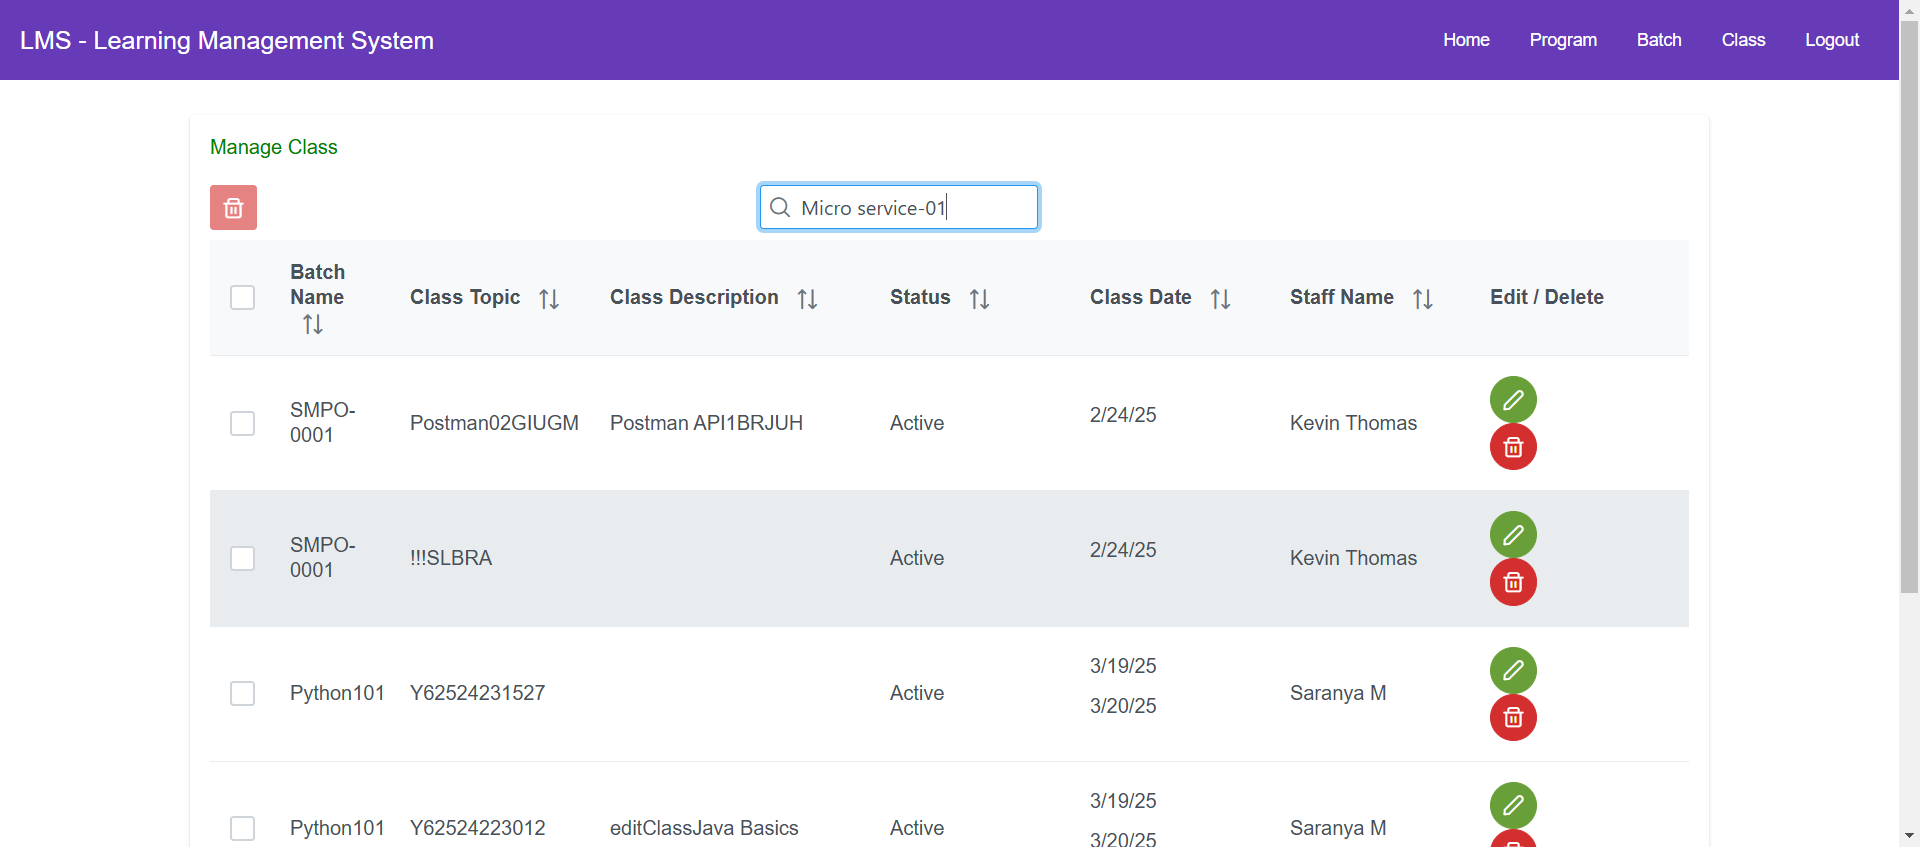 LMS - Learning Management System
Home Program Batch Class Logout
Manage Class
Micro service-01
Batch Name Class Topic Class Description Status Class Date Staff Name Edit / Delete
SMPO-0001 Postman02GIUGM Postman API1BRJUH Active 2/24/25 Kevin Thomas
SMPO-0001 !!!SLBRA Active 2/24/25 Kevin Thomas
Python101 Y62524231527 Active 3/19/25 3/20/25 Saranya M
Python101 Y62524223012 editClassJava Basics Active 3/19/25 3/20/25 Saranya M